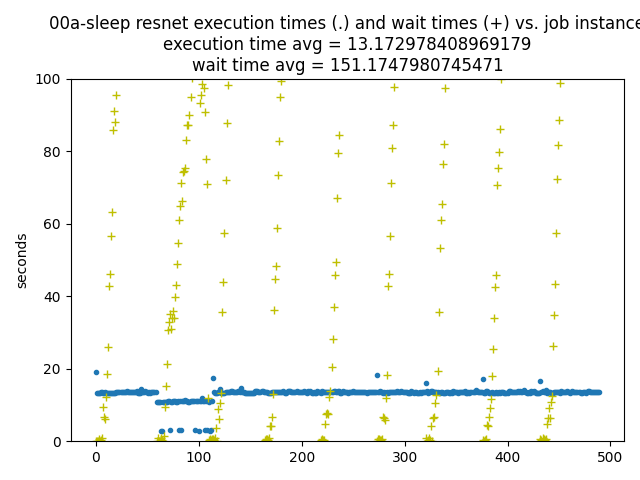 00a-sleep resnet execution times (.) and wait times (+) vs. job instance
execution time avg = 13.172978408969179
wait time avg = 151.1747980745471
100
80
60
40
20
0
seconds
0 100 200 300 400 500